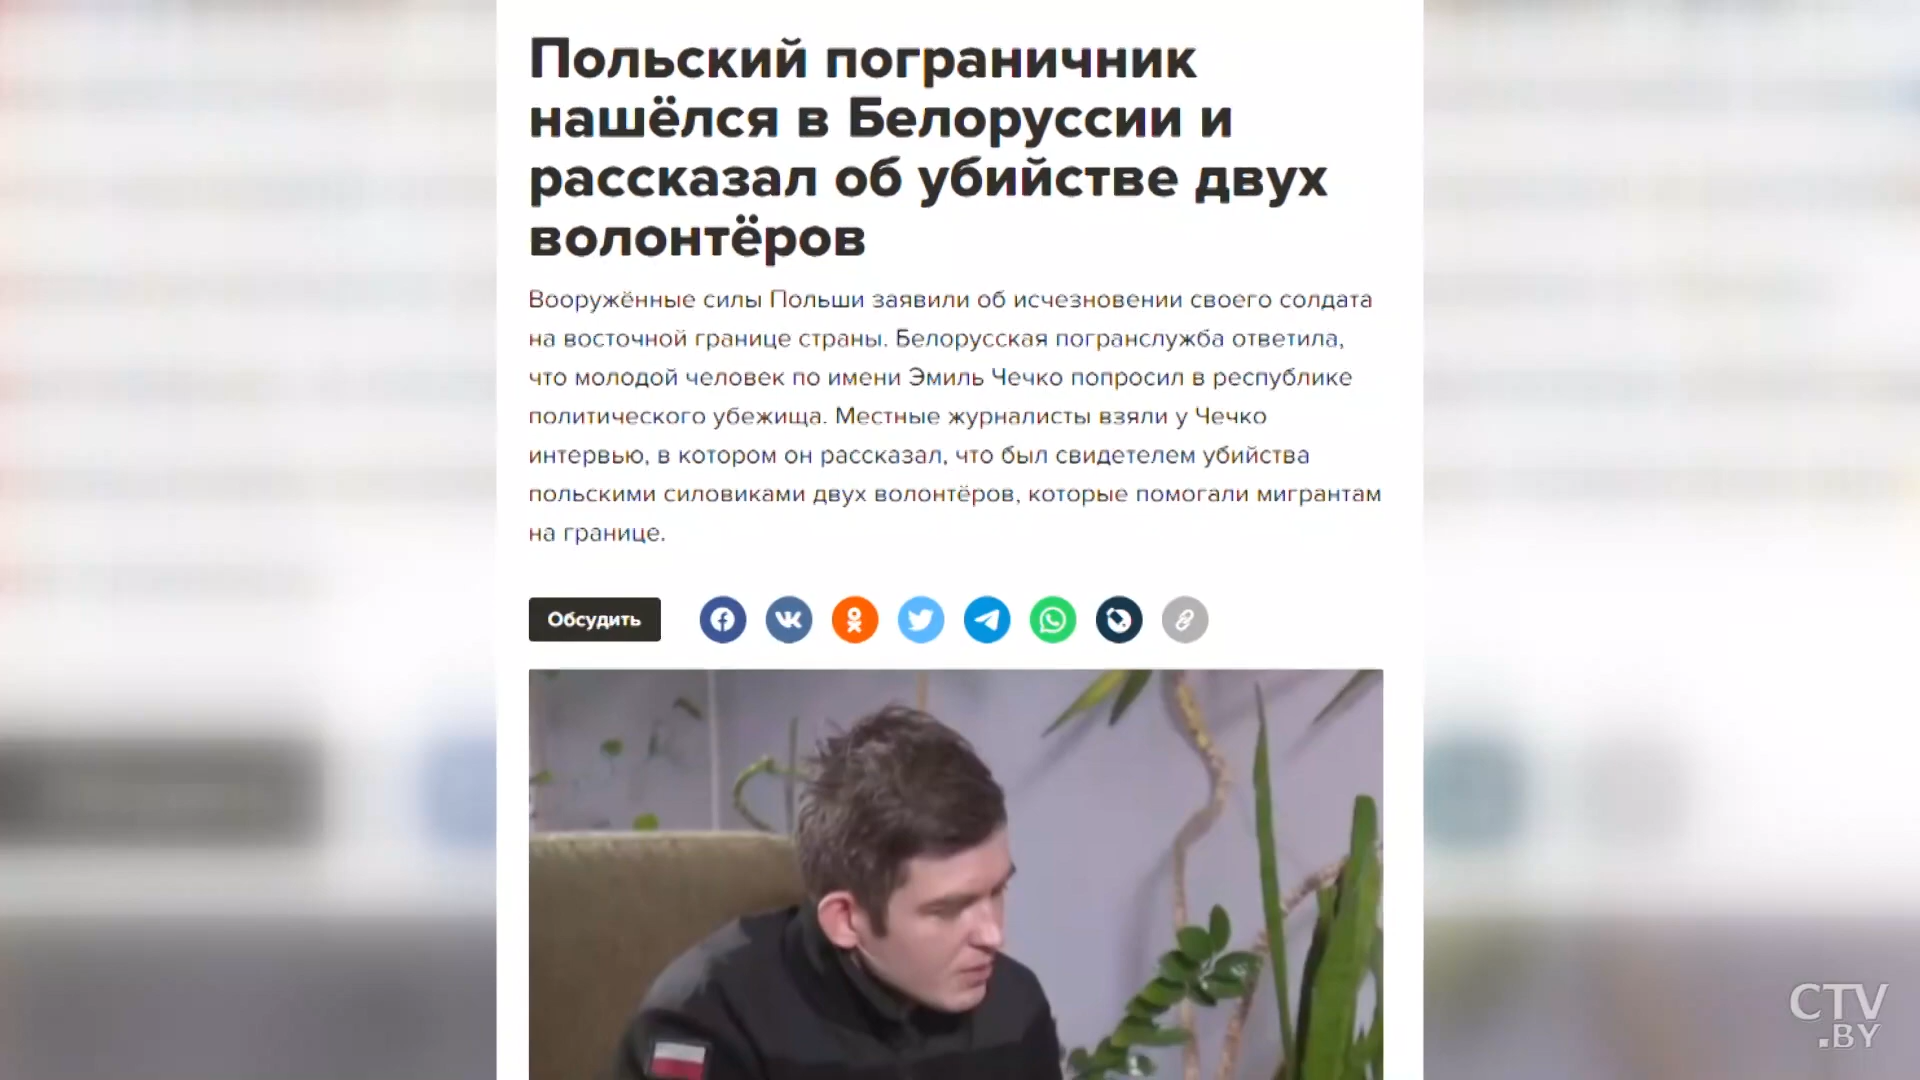 Польский пограничник
нашёлся в Белоруссии и
рассказал об убийстве двух
волонтёров
Вооружённые силы Польши заявили об исчезновении своего солдата
на восточной границе страны. Белорусская погранслужба ответила,
что молодой человек по имени Эмиль Чечко попросил в республике
политического убежища. Местные журналисты взяли у Чечко
интервью, в котором он рассказал, что был свидетелем убийства
польскими силовиками двух волонтёров, которые помогали мигрантам
на границе.
Обсудить
CTV
.BY